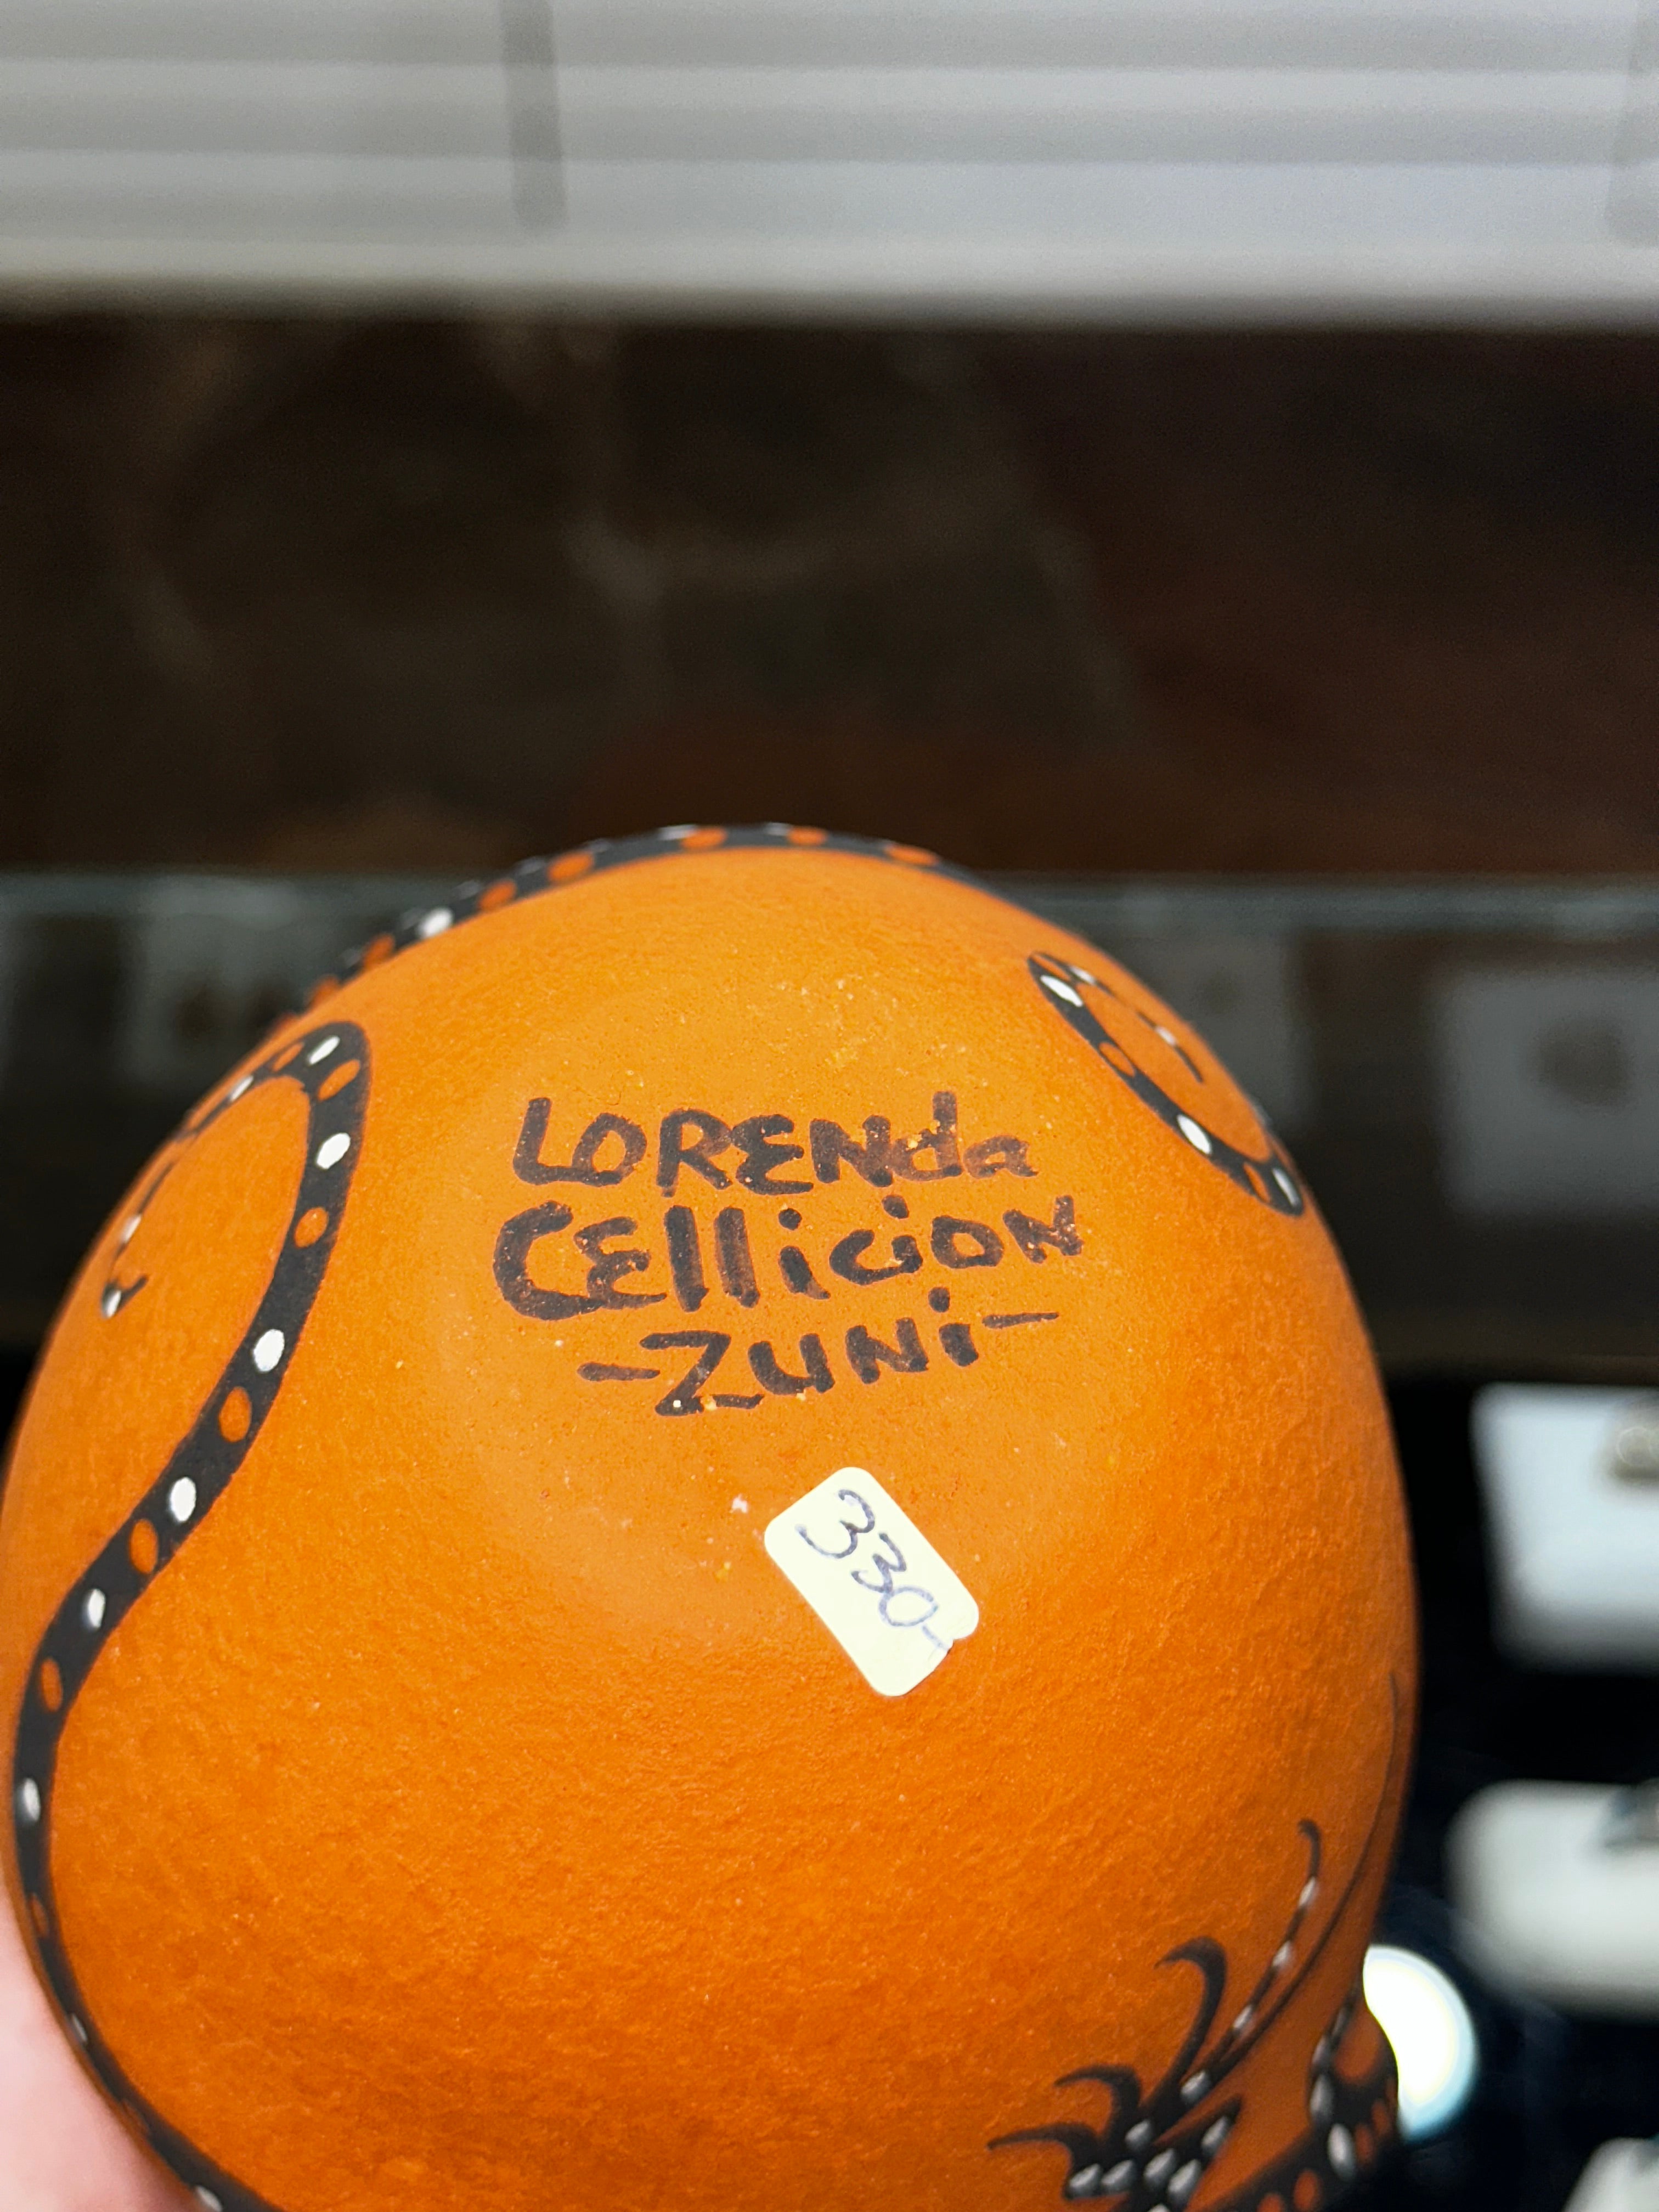 LORENda
Cellicion
-ZUNi-
330-